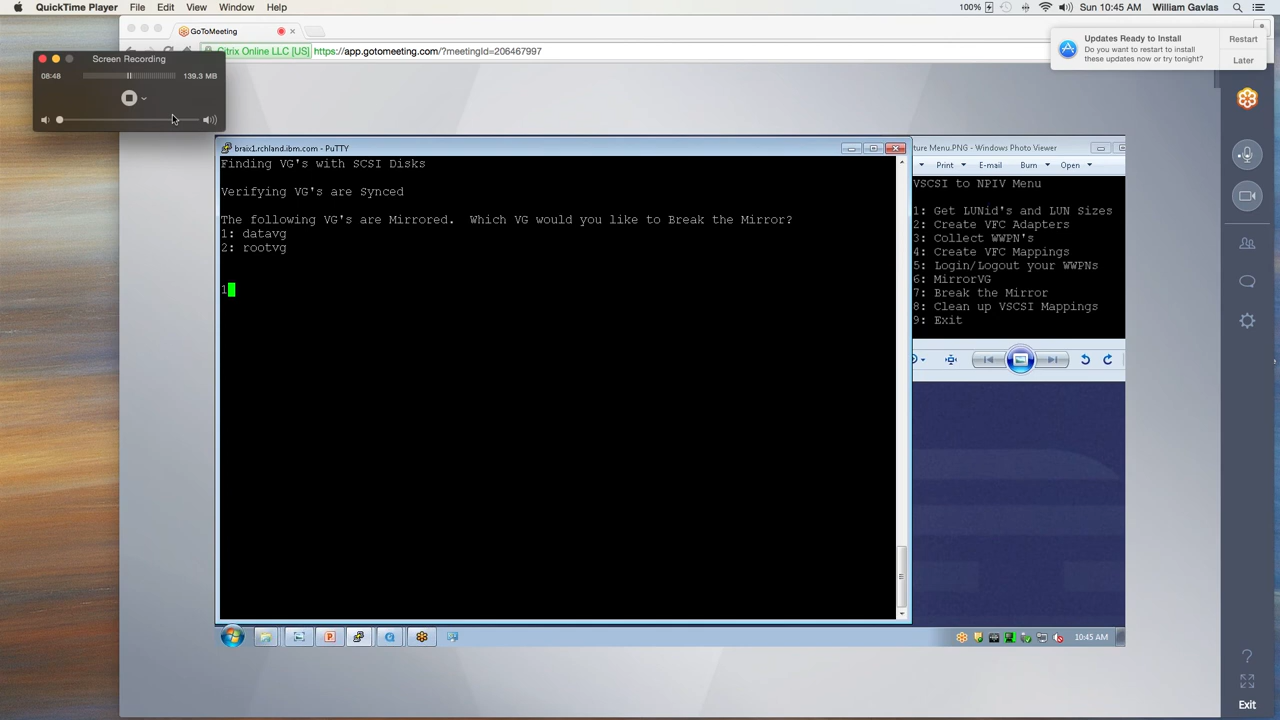 QuickTime Player File Edit View Window Help
100% Sun 10:45 AM William Gavlas
GoToMeeting
Citrix Online LLC [US] https://app.gotomeeting.com/?meetingId=206467997
Updates Ready to Install
Do you want to restart to install
these updates now or try tonight?
Restart
Later
Screen Recording
08:48 139.3 MB
braix1.rchland.ibm.com - PuTTY
Finding VG's with SCSI Disks
Verifying VG's are Synced
The following VG's are Mirrored. Which VG would you like to Break the Mirror?
1: datavg
2: rootvg
1
ture Menu.PNG - Windows Photo Viewer
Print E-mail Burn Open
VSCSI to NPIV Menu
1: Get LUNid's and LUN Sizes
2: Create VFC Adapters
3: Collect WWPN's
4: Create VFC Mappings
5: Login/Logout your WWPNs
6: MirrorVG
7: Break the Mirror
8: Clean up VSCSI Mappings
9: Exit
10:45 AM
Exit